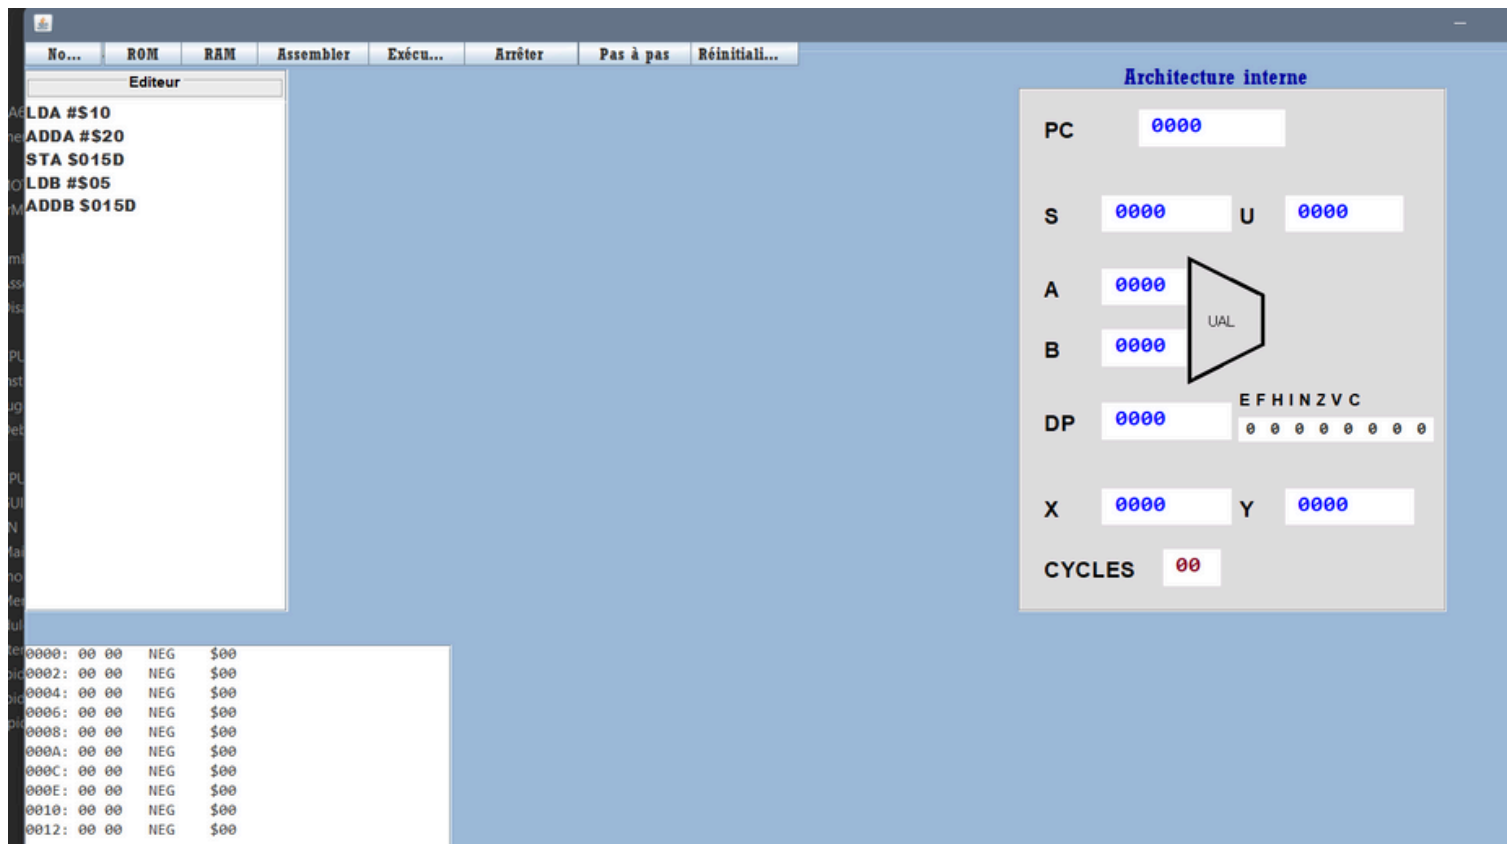 No... ROM RAM Assembler Exécu... Arrêter Pas à pas Réinitiali...
Editeur
LDA #$10
ADDA #$20
STA $015D
LDB #$05
ADDB $015D
Architecture interne
PC 0000
S 0000 U 0000
A 0000
UAL
B 0000
E F H I N Z V C
DP 0000 0 0 0 0 0 0 0 0
X 0000 Y 0000
CYCLES 00
0000: 00 00 NEG $00
0002: 00 00 NEG $00
0004: 00 00 NEG $00
0006: 00 00 NEG $00
0008: 00 00 NEG $00
000A: 00 00 NEG $00
000C: 00 00 NEG $00
000E: 00 00 NEG $00
0010: 00 00 NEG $00
0012: 00 00 NEG $00